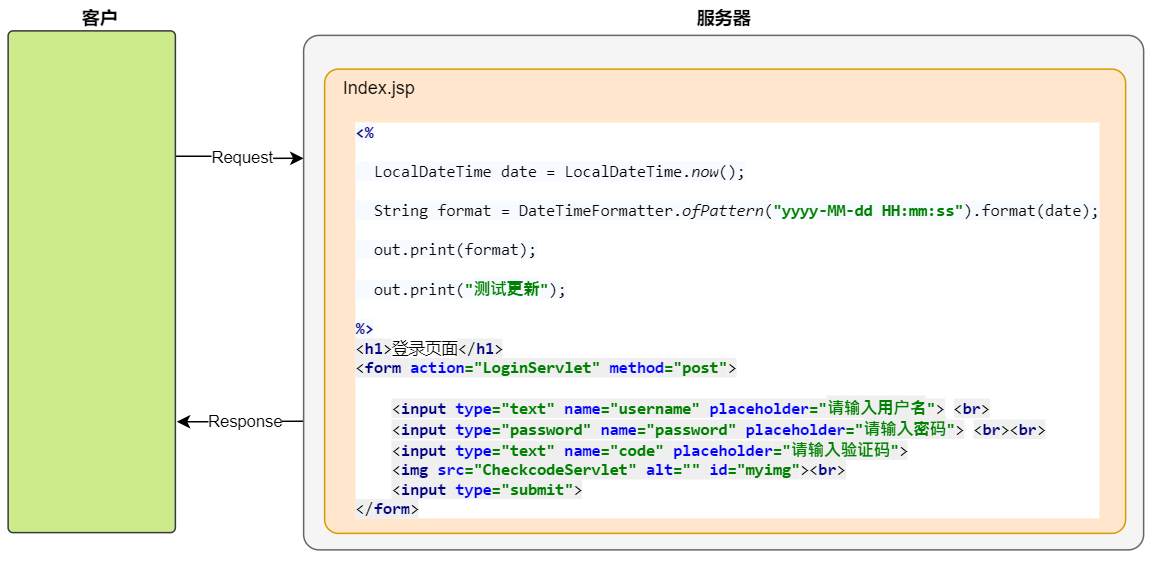 客户
服务器
Index.jsp
<%
LocalDateTime date = LocalDateTime.now();
Request
String format = DateTimeFormatter.ofPattern("yyyy-MM-dd HH:mm:ss").format(date);
out.print(format);
out.print("测试更新");
%>
<h1>登录页面</h1>
<form action="LoginServlet" method="post">
<input type="text" name="username" placeholder="请输入用户名"> <br>
Response
<input type="password" name="password" placeholder="请输入密码"> <br><br>
<input type="text" name="code" placeholder="请输入验证码">
<img src="CheckcodeServlet" alt="" id="myimg"><br>
<input type="submit">
</form>